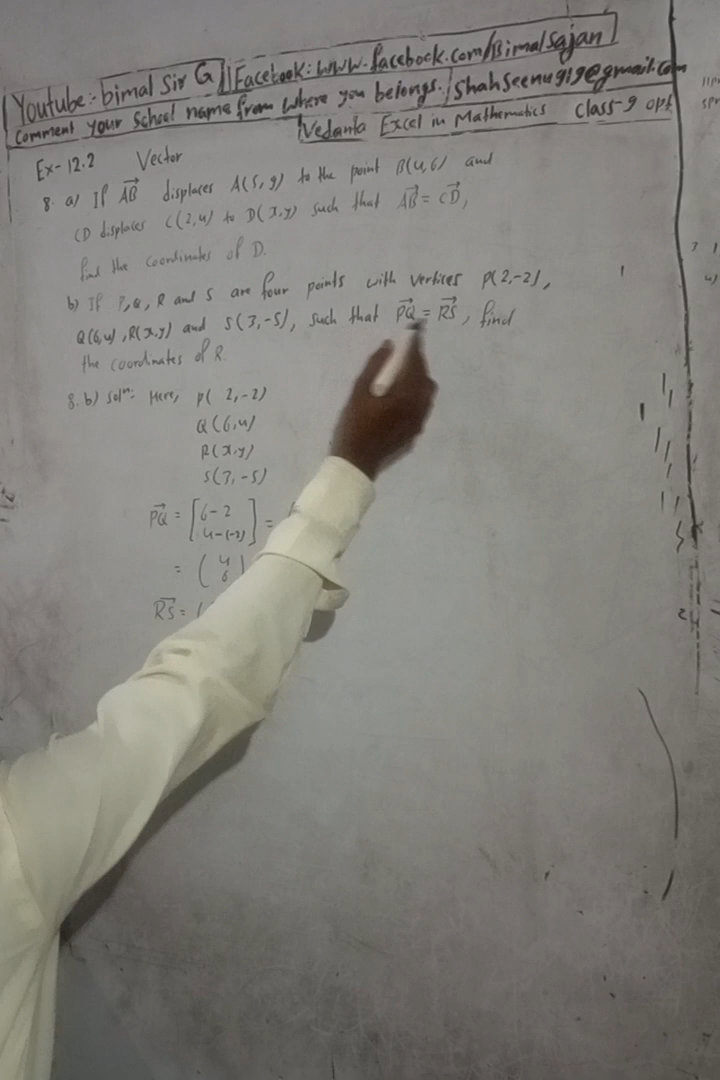 Youtube:- bimal Sir G || Facebook: www.facebook.com/Bimalsajan
Comment your School name from where you belongs. / Shahseenu919@gmail.com
Vedanta Excel in Mathematics Class-9 opt
Ex-12.2 Vector
8. a) If AB displaces A(5,9) to the point B(4,6) and
CD displaces C(2,4) to D(x,y) such that AB = CD,
find the coordinates of D.
b) If P, Q, R and S are four points with vertices P(2,-2),
Q(6,4), R(x,y) and S(3,-5), such that PQ = RS, find
the coordinates of R.
8. b) Solⁿ: Here, P( 2,-2)
Q(6,4)
R(x,y)
S(3,-5)
PQ = [6-2
4-(-2)] =
= (4
6)
RS = (